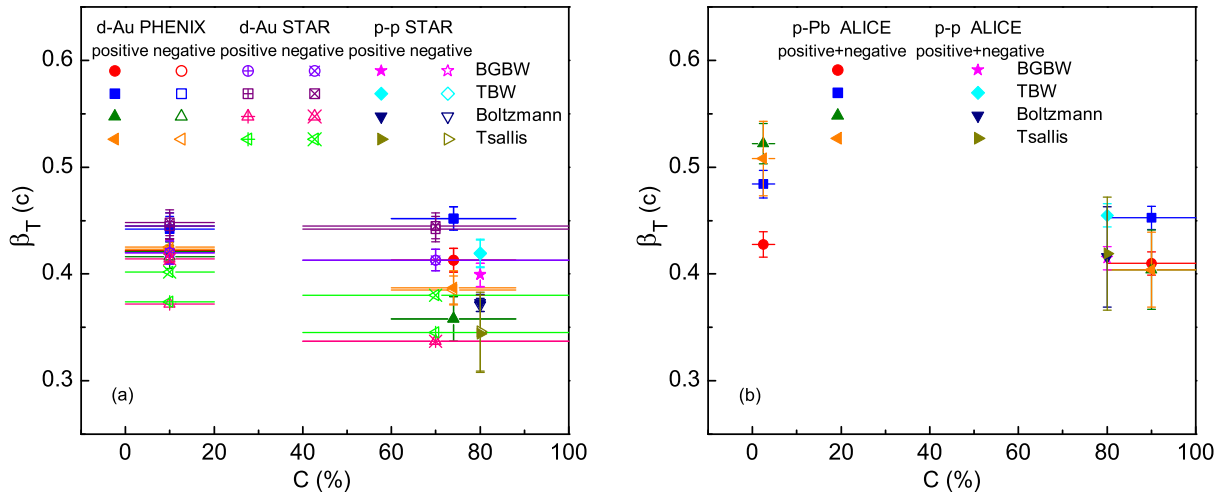 d-Au PHENIX d-Au STAR p-p STAR
positive negative positive negative positive negative
BGBW
TBW
Boltzmann
Tsallis
0.6
0.5
0.4
0.3
β_T (c)
(a)
0 20 40 60 80 100
C (%)
p-Pb ALICE p-p ALICE
positive+negative positive+negative
BGBW
TBW
Boltzmann
Tsallis
0.6
0.5
0.4
0.3
β_T (c)
(b)
0 20 40 60 80 100
C (%)